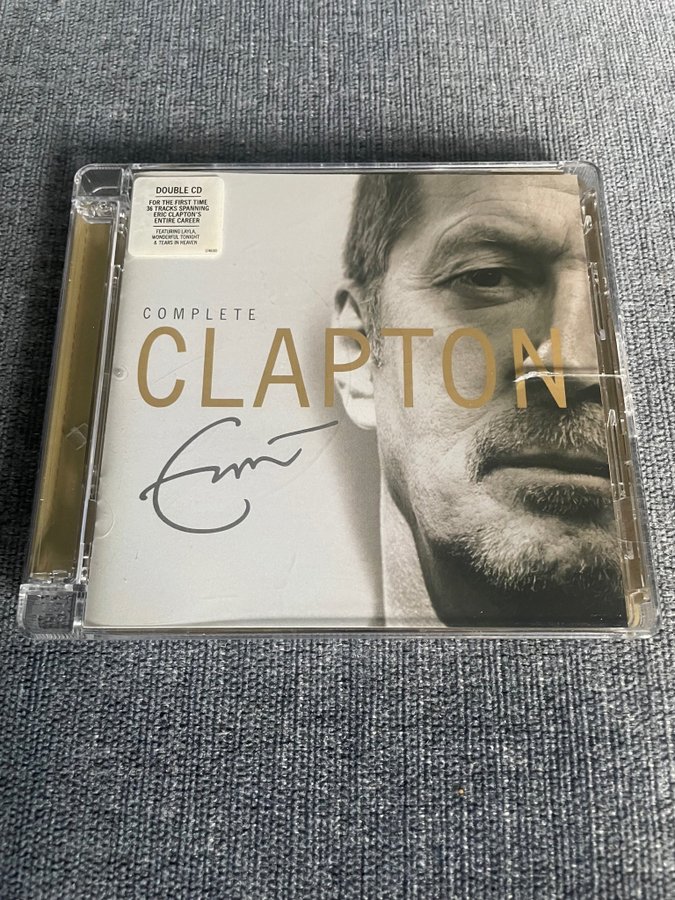 DOUBLE CD
FOR THE FIRST TIME
36 TRACKS SPANNING
ERIC CLAPTON'S
ENTIRE CAREER
FEATURING LAYLA,
WONDERFUL TONIGHT
& TEARS IN HEAVEN
COMPLETE
CLAPTON
Eric